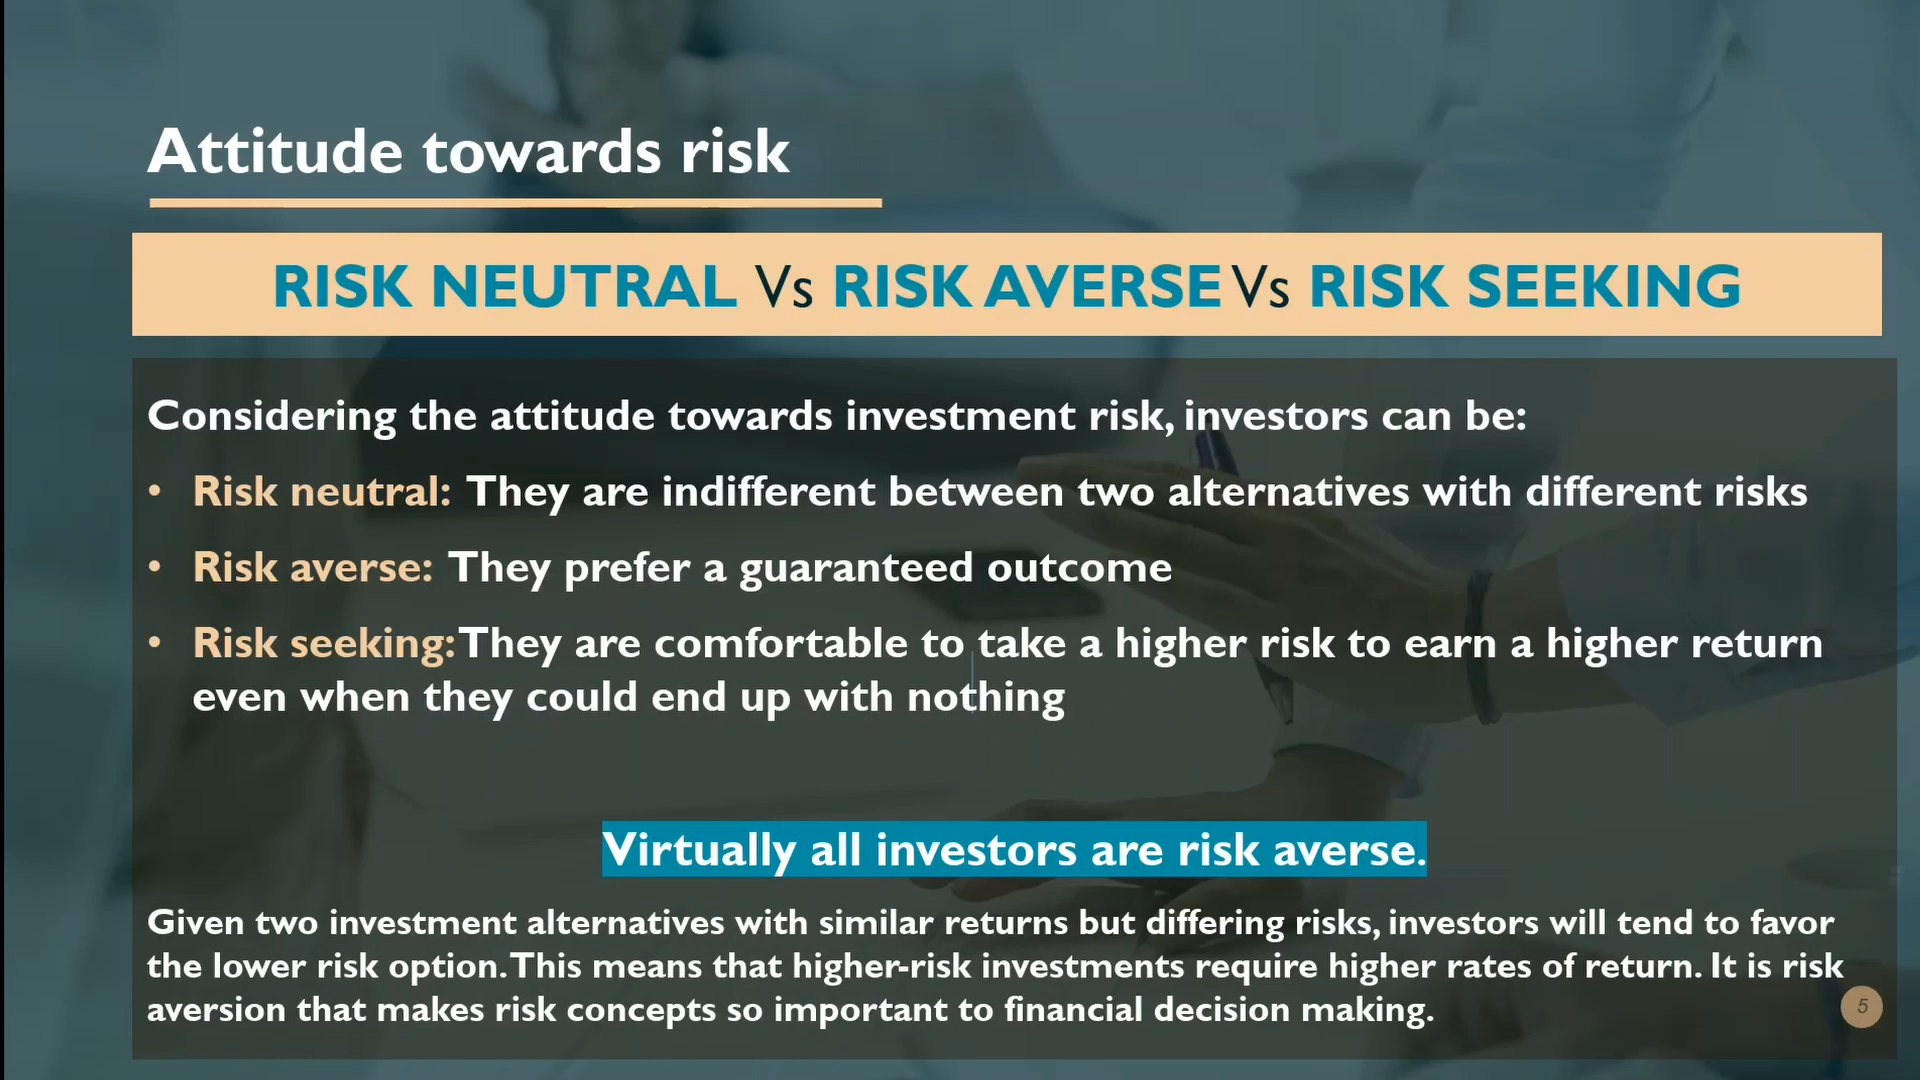 Attitude towards risk
RISK NEUTRAL Vs RISK AVERSE Vs RISK SEEKING
Considering the attitude towards investment risk, investors can be:
• Risk neutral: They are indifferent between two alternatives with different risks
• Risk averse: They prefer a guaranteed outcome
• Risk seeking: They are comfortable to take a higher risk to earn a higher return
even when they could end up with nothing
Virtually all investors are risk averse.
Given two investment alternatives with similar returns but differing risks, investors will tend to favor
the lower risk option. This means that higher-risk investments require higher rates of return. It is risk
aversion that makes risk concepts so important to financial decision making.
5